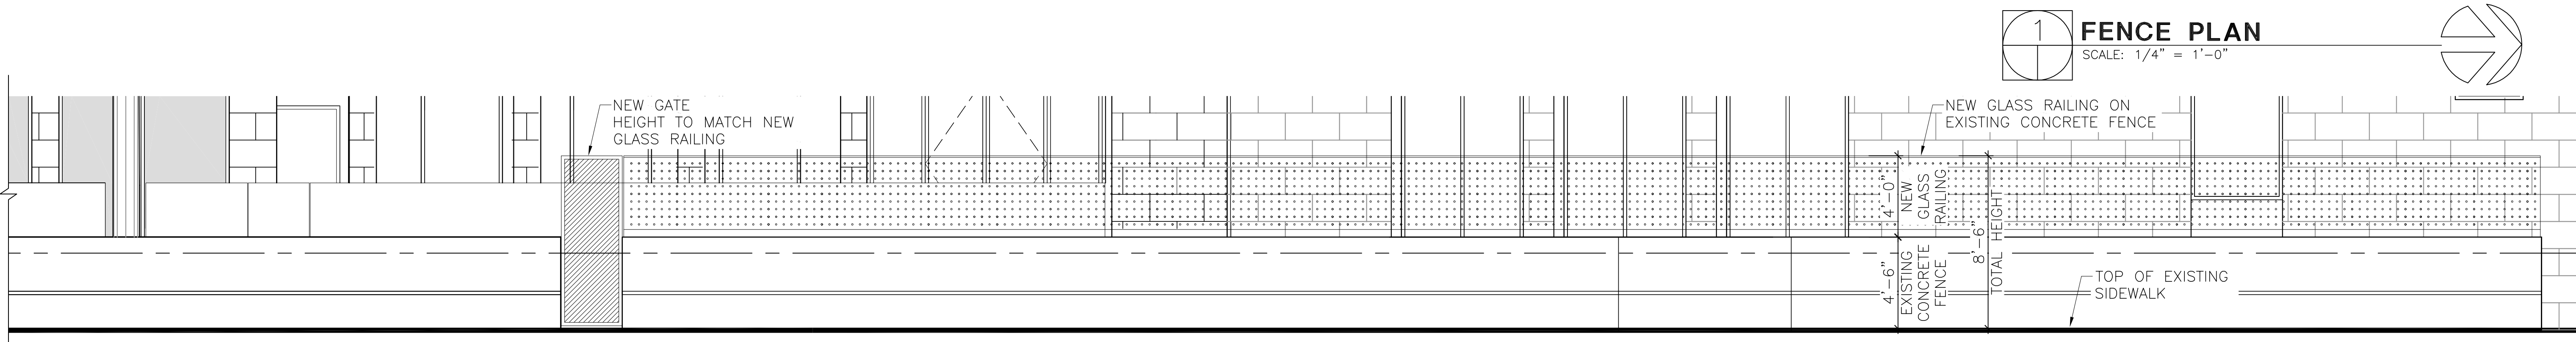 1
FENCE PLAN
SCALE: 1/4" = 1'-0"
NEW GATE
HEIGHT TO MATCH NEW
GLASS RAILING
NEW GLASS RAILING ON
EXISTING CONCRETE FENCE
4'-0"
NEW
GLASS
RAILING
4'-6"
EXISTING
CONCRETE
FENCE
8'-6"
TOTAL HEIGHT
TOP OF EXISTING
SIDEWALK